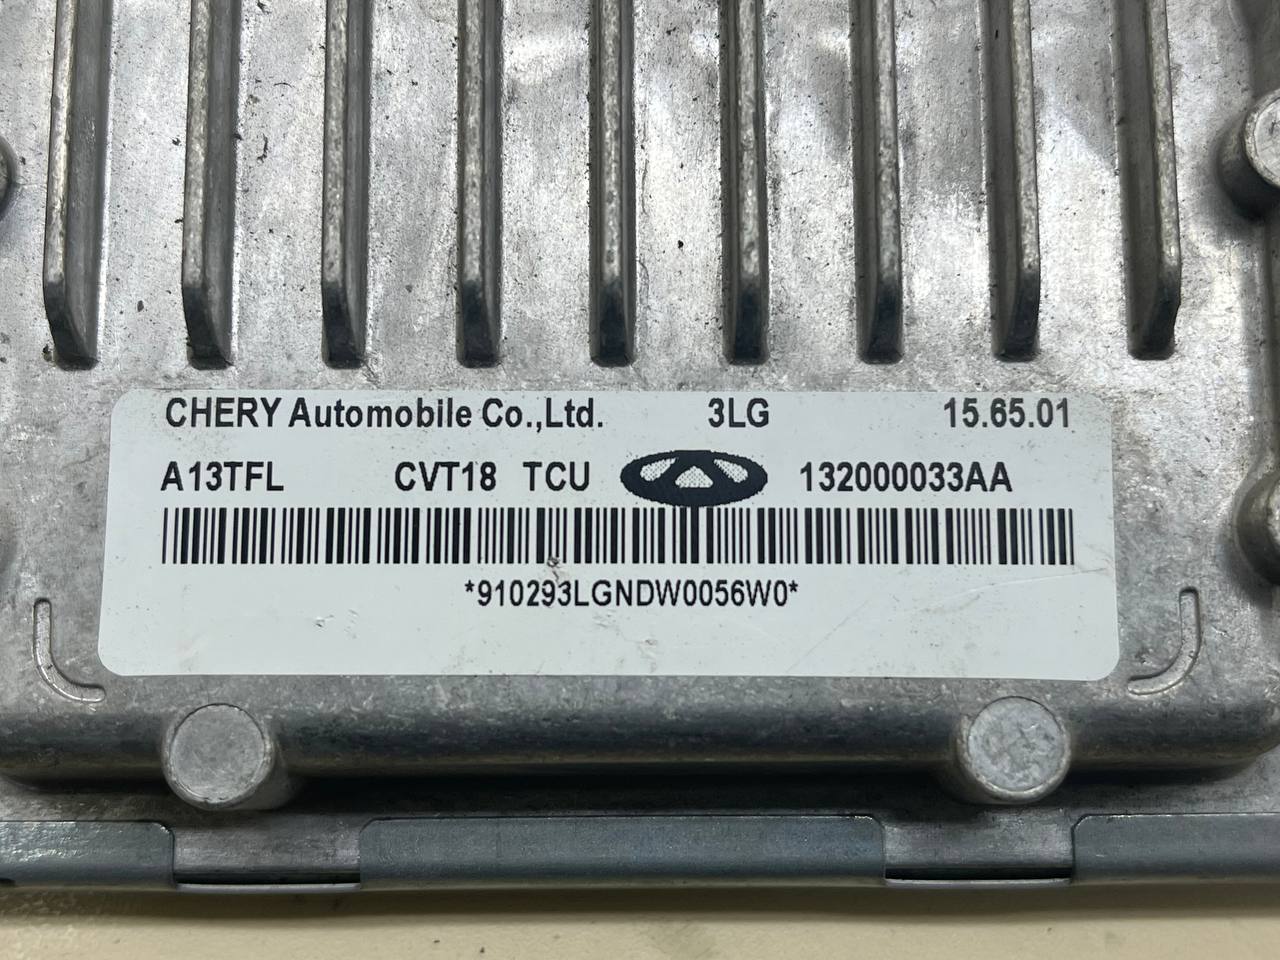 CHERY Automobile Co.,Ltd. 3LG 15.65.01
A13TFL CVT18 TCU 132000033AA
*910293LGNDW0056W0*